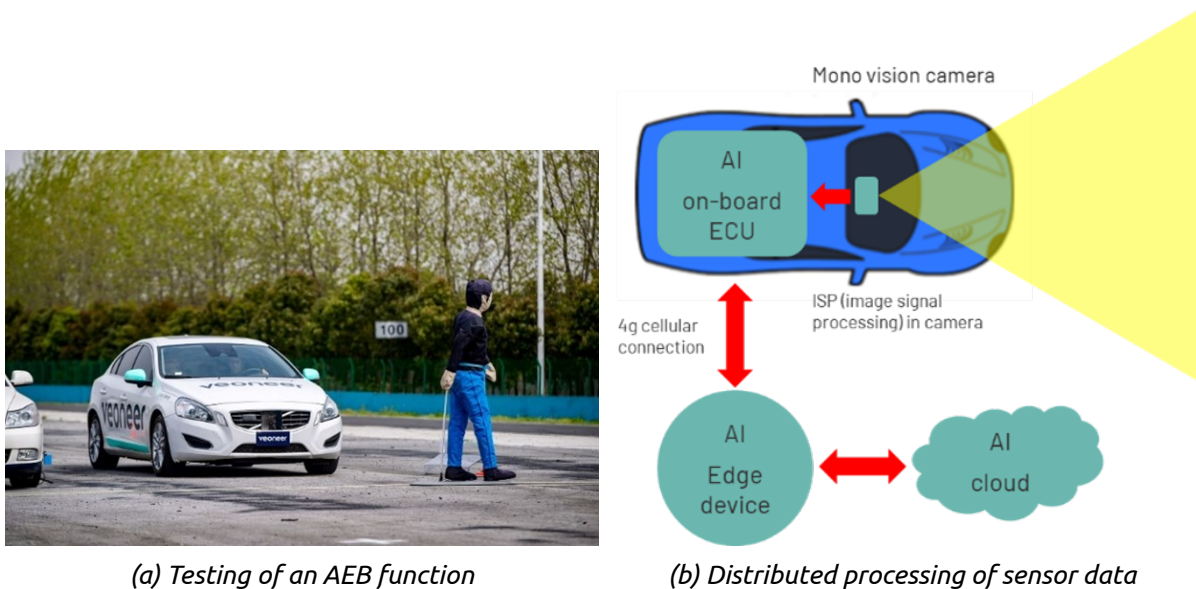 Mono vision camera
AI
on-board
ECU
ISP (image signal
processing) in camera
4g cellular
connection
100
veoneer
veoneer
veoneer
AI
Edge
device
AI
cloud
(a) Testing of an AEB function
(b) Distributed processing of sensor data